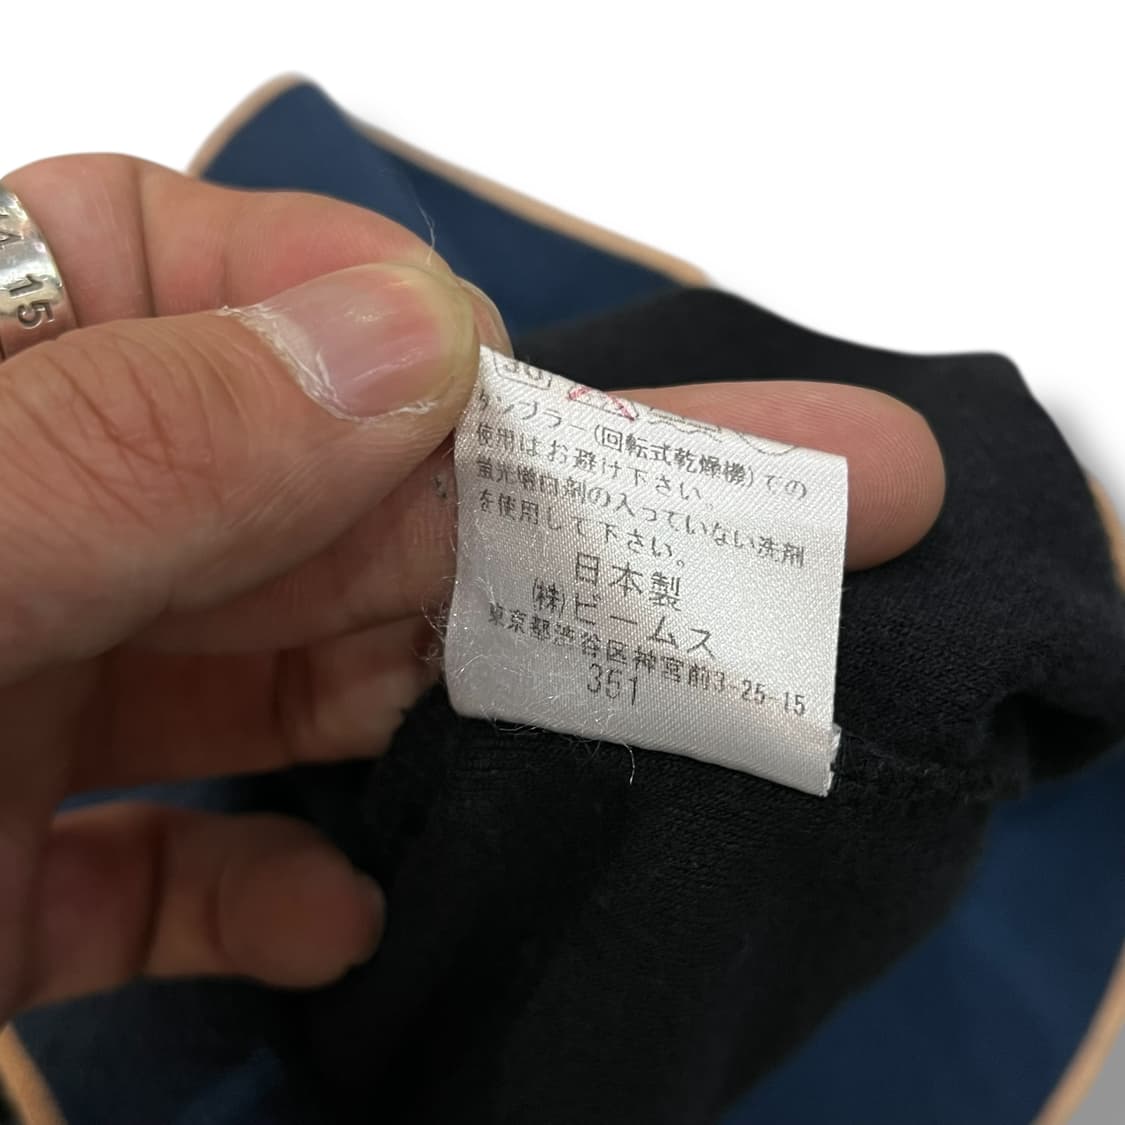 14 15
30
タンブラー(回転式乾燥機)での
使用はお避け下さい。
蛍光増白剤の入っていない洗剤
を使用して下さい。
日本製
(株)ビームス
東京都渋谷区神宮前3-25-15
351